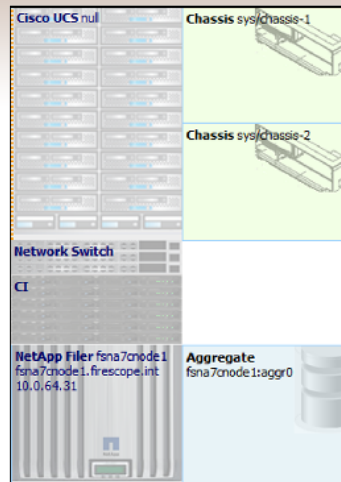 Cisco UCS null
Chassis sys/chassis-1
Chassis sys/chassis-2
Network Switch
CI
NetApp Filer fsna7cnode1
fsna7cnode1.firescope.int
10.0.64.31
Aggregate
fsna7cnode1:aggr0